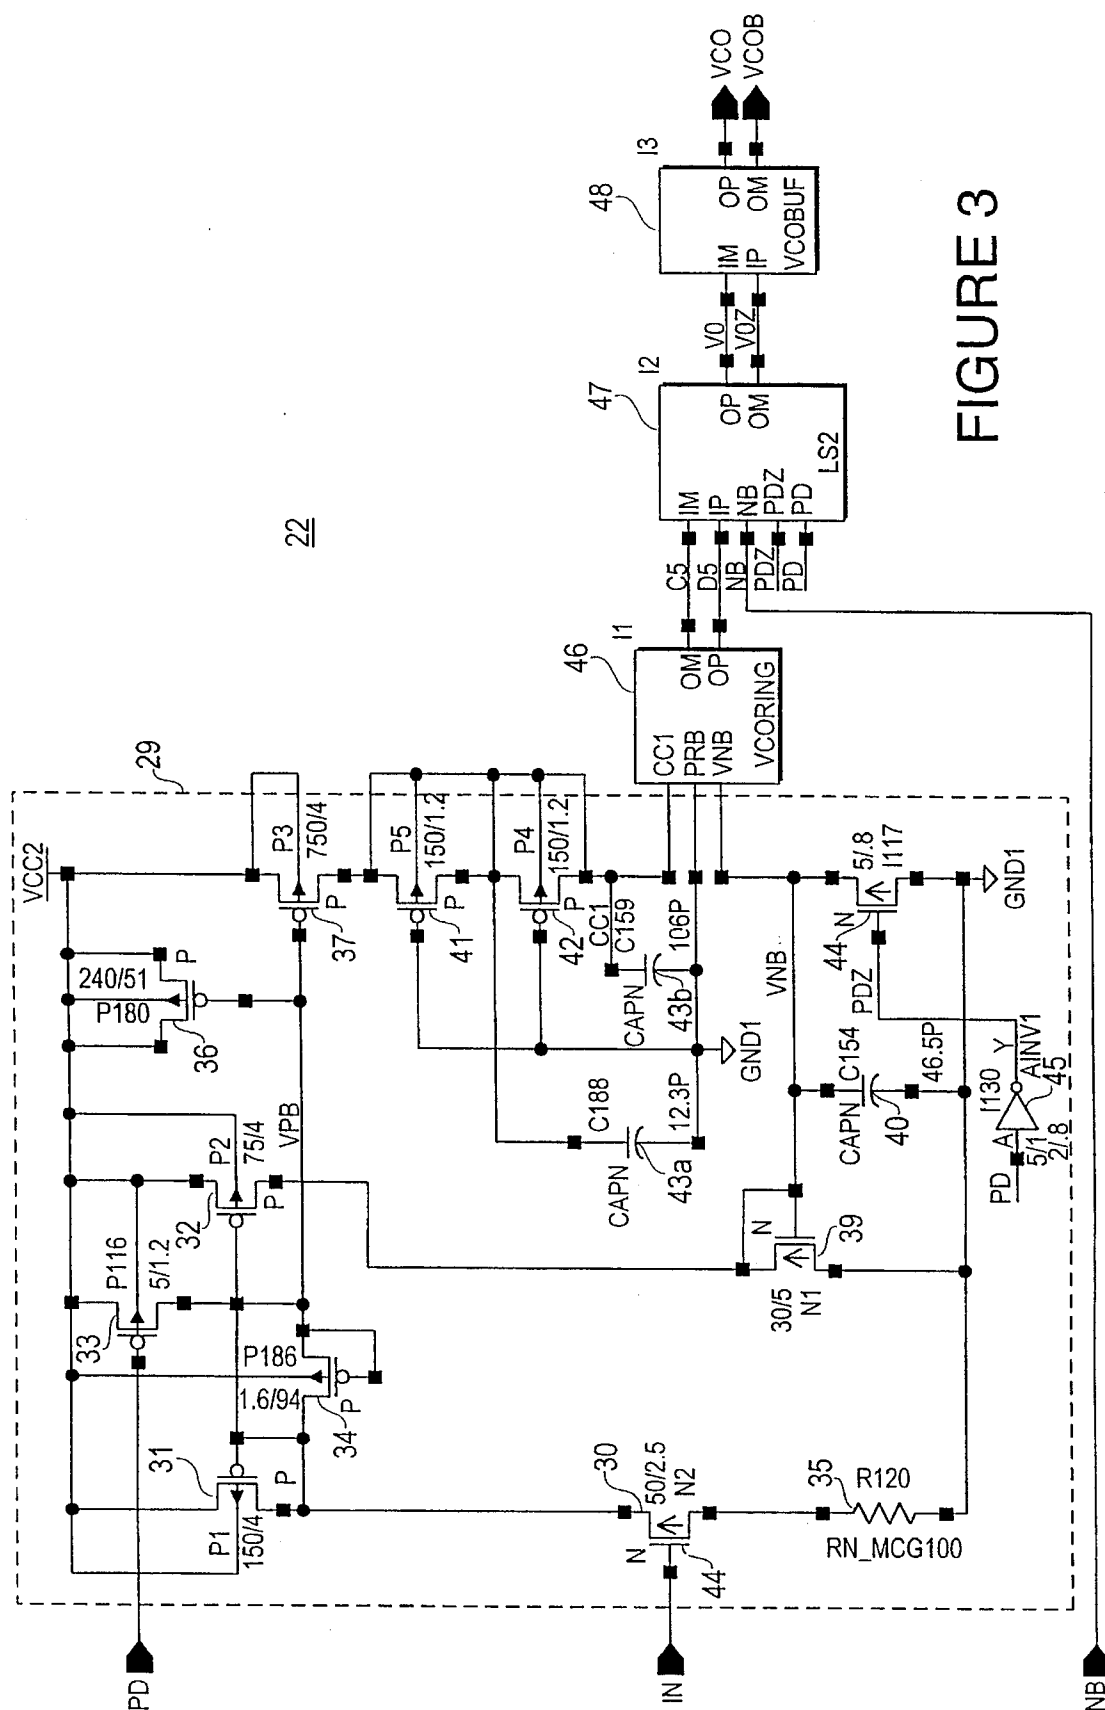 FIGURE 3
22
29
VCC2
PD
33
P116
5/1.2
31
P1
150/4
P
32
P2
75/4
P
P186
1.6/94
34
P
VPB
240/51
P180
P
36
P3
750/4
P
37
P5
150/1.2
P
41
P4
150/1.2
P
42
CC1
C159
CAPN
106P
43b
C188
CAPN
12.3P
43a
GND1
IN
N
44
30
50/2.5
N2
35
R120
RN_MCG100
N
39
30/5
N1
VNB
C154
CAPN
46.5P
40
PDZ
N
44
5/.8
I117
GND1
PD
A
I130
Y
AINV1
45
5/1
2/.8
NB
46
I1
CC1
PRB
VNB
OM
OP
VCORING
C5
D5
NB
PDZ
PD
47
I2
IM
IP
NB
PDZ
PD
OP
OM
LS2
V0
V0Z
48
I3
IM
IP
OP
OM
VCOBUF
VCO
VCOB